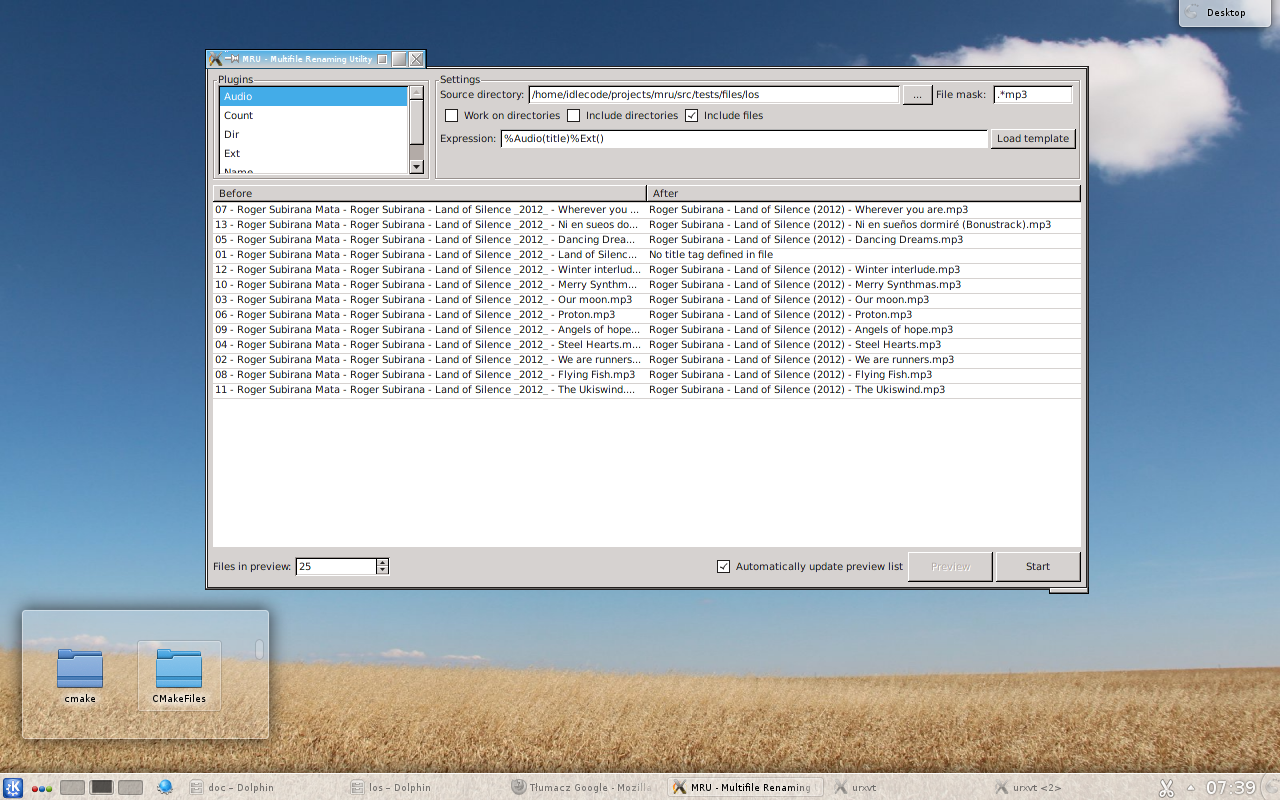 Desktop
MRU - Multifile Renaming Utility
Plugins
Audio
Count
Dir
Ext
Name
Settings
Source directory: /home/idlecode/projects/mru/src/tests/files/los ... File mask: .*mp3
Work on directories Include directories Include files
Expression: %Audio(title)%Ext() Load template
Before After
07 - Roger Subirana Mata - Roger Subirana - Land of Silence _2012_ - Wherever you ... Roger Subirana - Land of Silence (2012) - Wherever you are.mp3
13 - Roger Subirana Mata - Roger Subirana - Land of Silence _2012_ - Ni en sueos do... Roger Subirana - Land of Silence (2012) - Ni en sueños dormiré (Bonustrack).mp3
05 - Roger Subirana Mata - Roger Subirana - Land of Silence _2012_ - Dancing Drea... Roger Subirana - Land of Silence (2012) - Dancing Dreams.mp3
01 - Roger Subirana Mata - Roger Subirana - Land of Silence _2012_ - Land of Silenc... No title tag defined in file
12 - Roger Subirana Mata - Roger Subirana - Land of Silence _2012_ - Winter interlud... Roger Subirana - Land of Silence (2012) - Winter interlude.mp3
10 - Roger Subirana Mata - Roger Subirana - Land of Silence _2012_ - Merry Synthm... Roger Subirana - Land of Silence (2012) - Merry Synthmas.mp3
03 - Roger Subirana Mata - Roger Subirana - Land of Silence _2012_ - Our moon.mp3 Roger Subirana - Land of Silence (2012) - Our moon.mp3
06 - Roger Subirana Mata - Roger Subirana - Land of Silence _2012_ - Proton.mp3 Roger Subirana - Land of Silence (2012) - Proton.mp3
09 - Roger Subirana Mata - Roger Subirana - Land of Silence _2012_ - Angels of hope... Roger Subirana - Land of Silence (2012) - Angels of hope.mp3
04 - Roger Subirana Mata - Roger Subirana - Land of Silence _2012_ - Steel Hearts.m... Roger Subirana - Land of Silence (2012) - Steel Hearts.mp3
02 - Roger Subirana Mata - Roger Subirana - Land of Silence _2012_ - We are runners... Roger Subirana - Land of Silence (2012) - We are runners.mp3
08 - Roger Subirana Mata - Roger Subirana - Land of Silence _2012_ - Flying Fish.mp3 Roger Subirana - Land of Silence (2012) - Flying Fish.mp3
11 - Roger Subirana Mata - Roger Subirana - Land of Silence _2012_ - The Ukiswind.... Roger Subirana - Land of Silence (2012) - The Ukiswind.mp3
Files in preview: 25 Automatically update preview list Preview Start
cmake CMakeFiles
doc – Dolphin los – Dolphin Tłumacz Google - Mozilla MRU - Multifile Renaming urxvt urxvt <2> 07:39